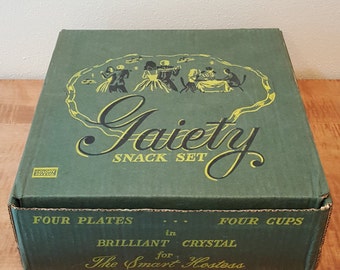 Gaiety
SNACK SET
FOUR PLATES --- FOUR CUPS
in
BRILLIANT CRYSTAL
for
The Smart Hostess